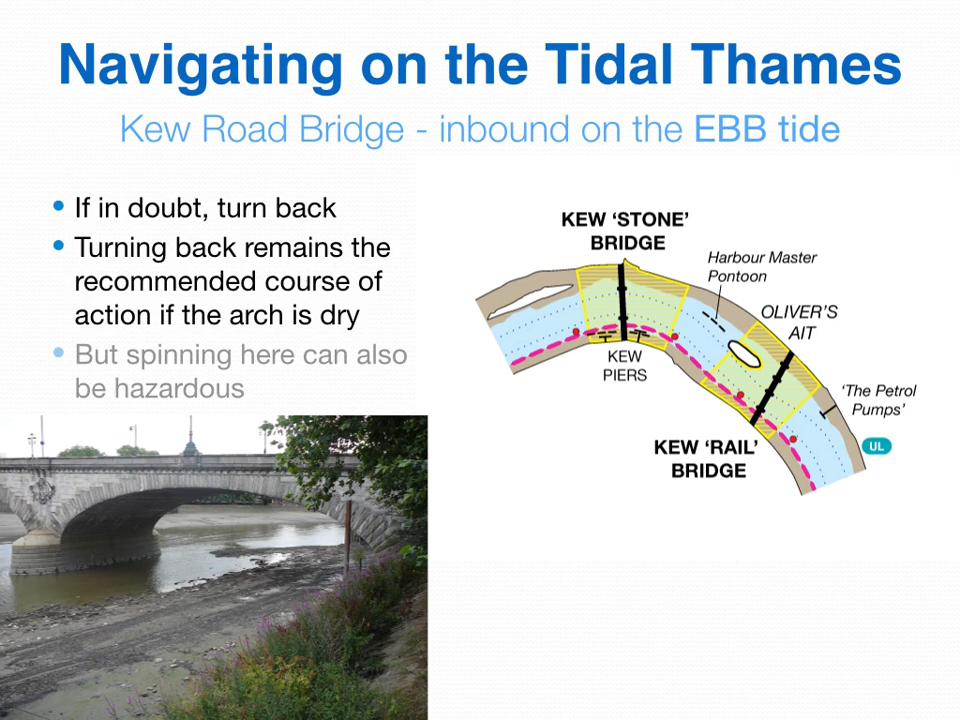 Navigating on the Tidal Thames
Kew Road Bridge - inbound on the EBB tide
• If in doubt, turn back
• Turning back remains the
recommended course of
action if the arch is dry
• But spinning here can also
be hazardous
KEW ‘STONE’
BRIDGE
Harbour Master
Pontoon
OLIVER’S
AIT
KEW
PIERS
‘The Petrol
Pumps’
UL
KEW ‘RAIL’
BRIDGE